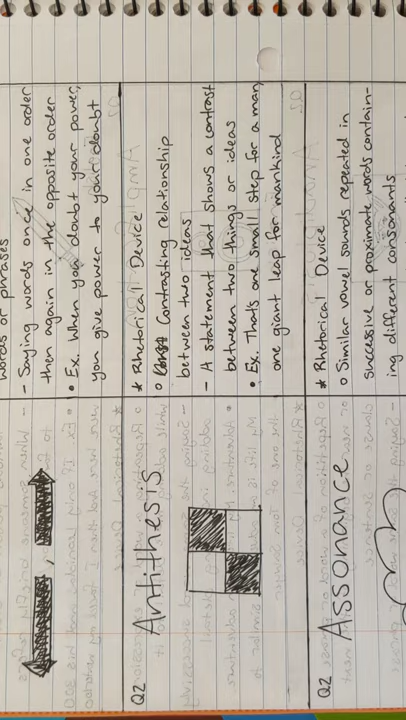 words or phrases
- Saying words once in one order
then again in the opposite order
• Ex. When you doubt your power,
you give power to your doubt
Q2
Antithesis
* Rhetorical Device
o Contrasting relationship
between two ideas
- A statement that shows a contrast
between two things or ideas
• Ex. That's one small step for a man,
one giant leap for mankind
Q2
Assonance
* Rhetorical Device
o Similar vowel sounds repeated in
successive or proximate words contain-
ing different consonants